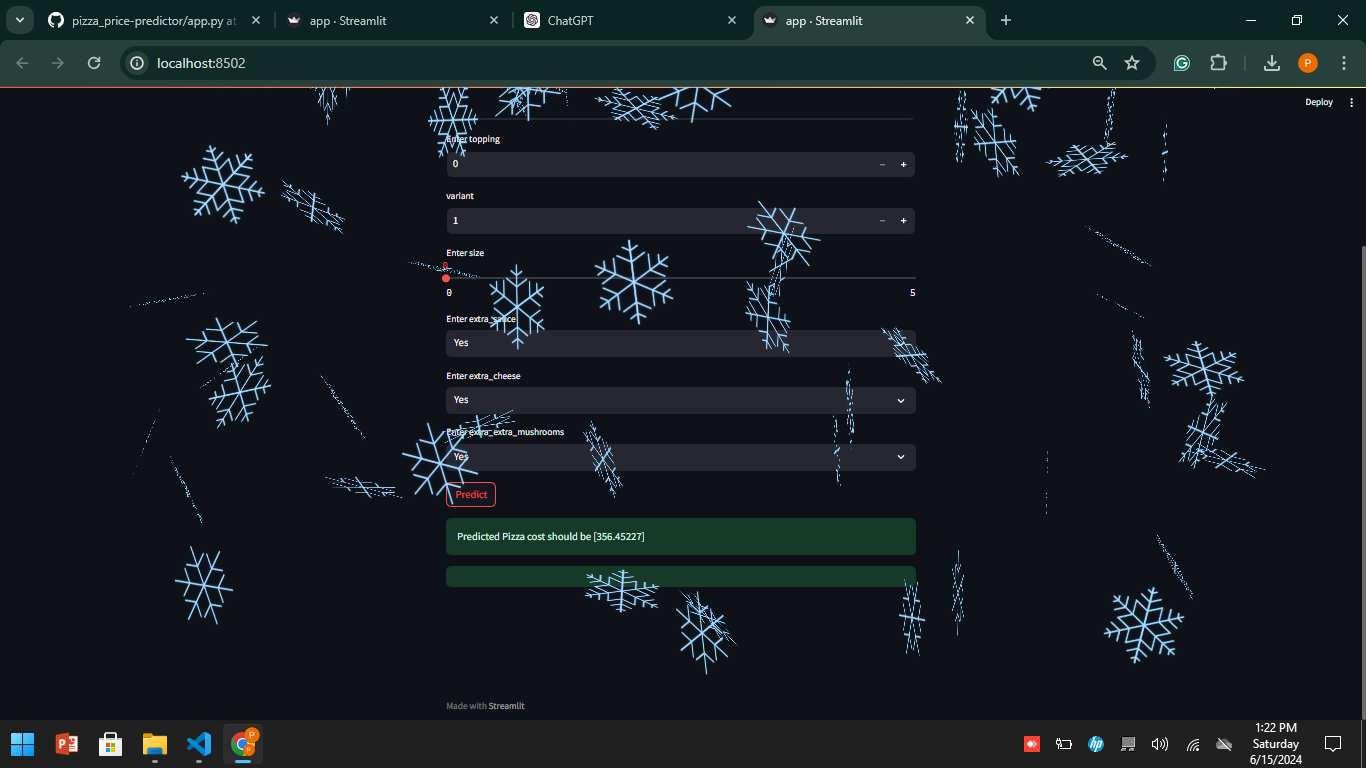 pizza_price-predictor/app.py at
app · Streamlit
ChatGPT
app · Streamlit
localhost:8502
P
Deploy
Enter topping
0
variant
1
Enter size
0
0
5
Enter extra_sauce
Yes
Enter extra_cheese
Yes
Enter extra_extra_mushrooms
Yes
Predict
Predicted Pizza cost should be [356.45227]
Made with Streamlit
1:22 PM
Saturday
6/15/2024